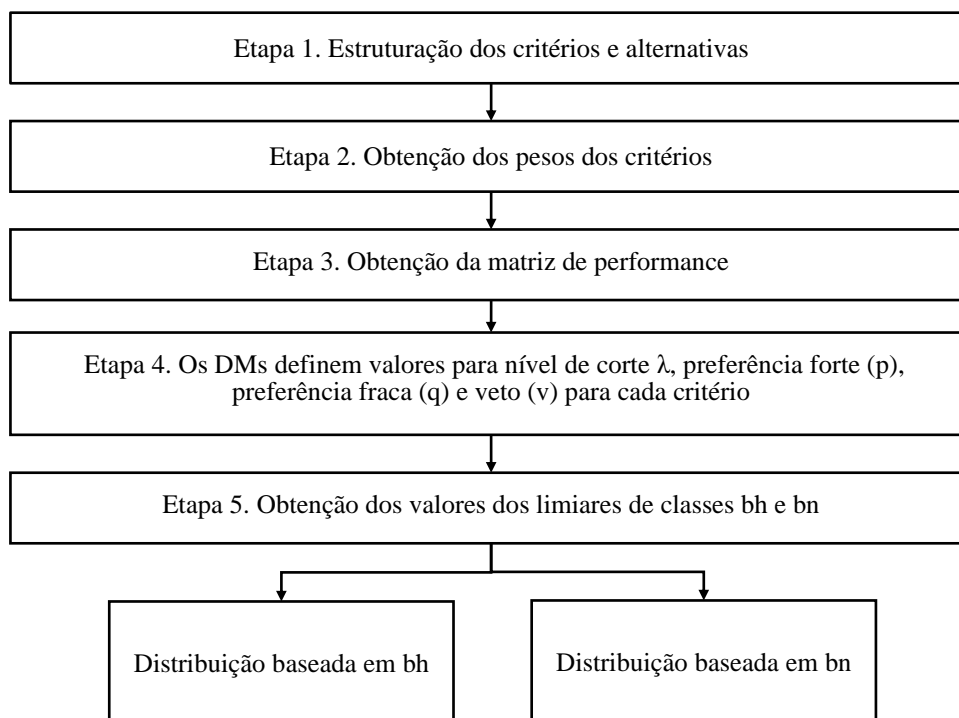 Etapa 1. Estruturação dos critérios e alternativas
Etapa 2. Obtenção dos pesos dos critérios
Etapa 3. Obtenção da matriz de performance
Etapa 4. Os DMs definem valores para nível de corte λ, preferência forte (p),
preferência fraca (q) e veto (v) para cada critério
Etapa 5. Obtenção dos valores dos limiares de classes bh e bn
Distribuição baseada em bh
Distribuição baseada em bn